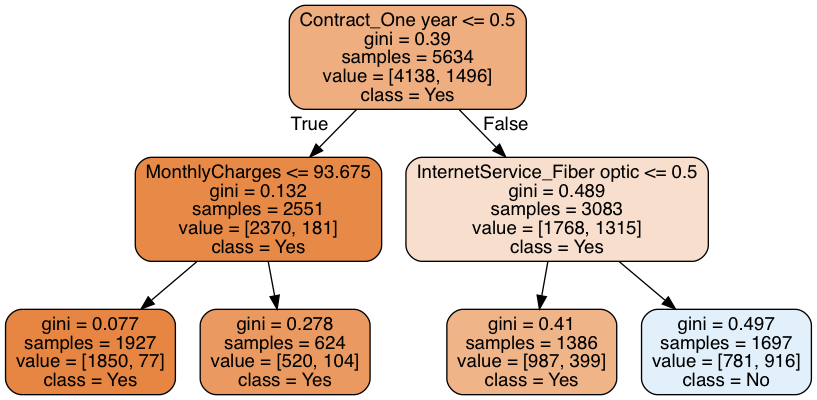 Contract_One year <= 0.5
gini = 0.39
samples = 5634
value = [4138, 1496]
class = Yes
True
False
MonthlyCharges <= 93.675
gini = 0.132
samples = 2551
value = [2370, 181]
class = Yes
InternetService_Fiber optic <= 0.5
gini = 0.489
samples = 3083
value = [1768, 1315]
class = Yes
gini = 0.077
samples = 1927
value = [1850, 77]
class = Yes
gini = 0.278
samples = 624
value = [520, 104]
class = Yes
gini = 0.41
samples = 1386
value = [987, 399]
class = Yes
gini = 0.497
samples = 1697
value = [781, 916]
class = No